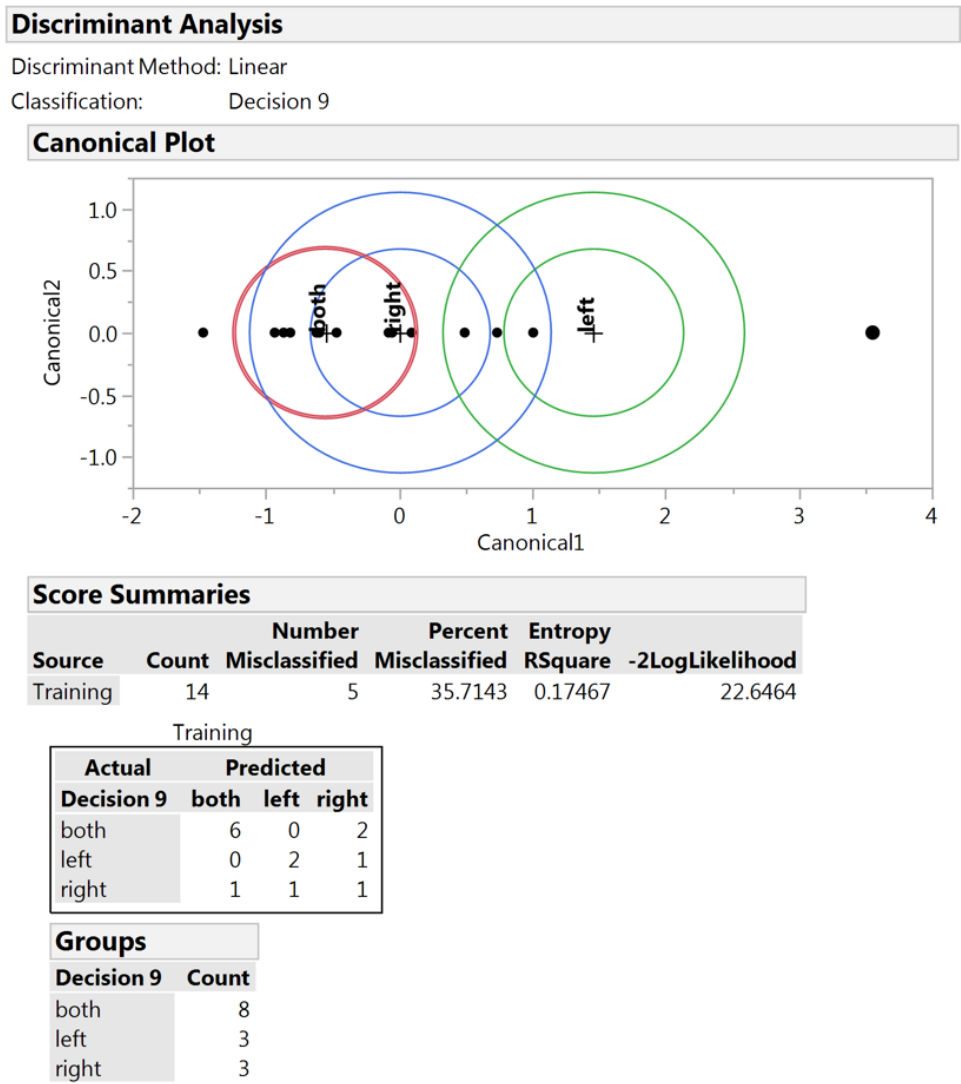 Discriminant Analysis
Discriminant Method: Linear
Classification: Decision 9
Canonical Plot
1.0
0.5
0.0
-0.5
-1.0
Canonical2
both
right
left
-2 -1 0 1 2 3 4
Canonical1
Score Summaries
Number Percent Entropy
Source Count Misclassified Misclassified RSquare -2LogLikelihood
Training 14 5 35.7143 0.17467 22.6464
Training
Actual Predicted
Decision 9 both left right
both 6 0 2
left 0 2 1
right 1 1 1
Groups
Decision 9 Count
both 8
left 3
right 3